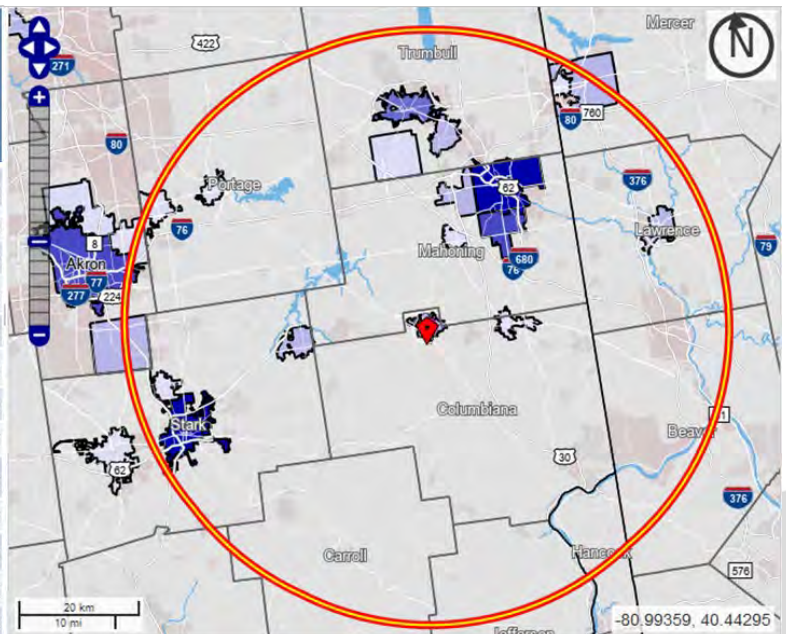 Mercer
N
422
Trumbull
271
80
760
80
62
Portage
376
76
Lawrence
79
8
Mahoning
680
76
Akron
77
277
224
Columbiana
Stark
Beaver
62
30
376
Carroll
Hancock
576
20 km
10 mi
-80.99359, 40.44295
Jefferson